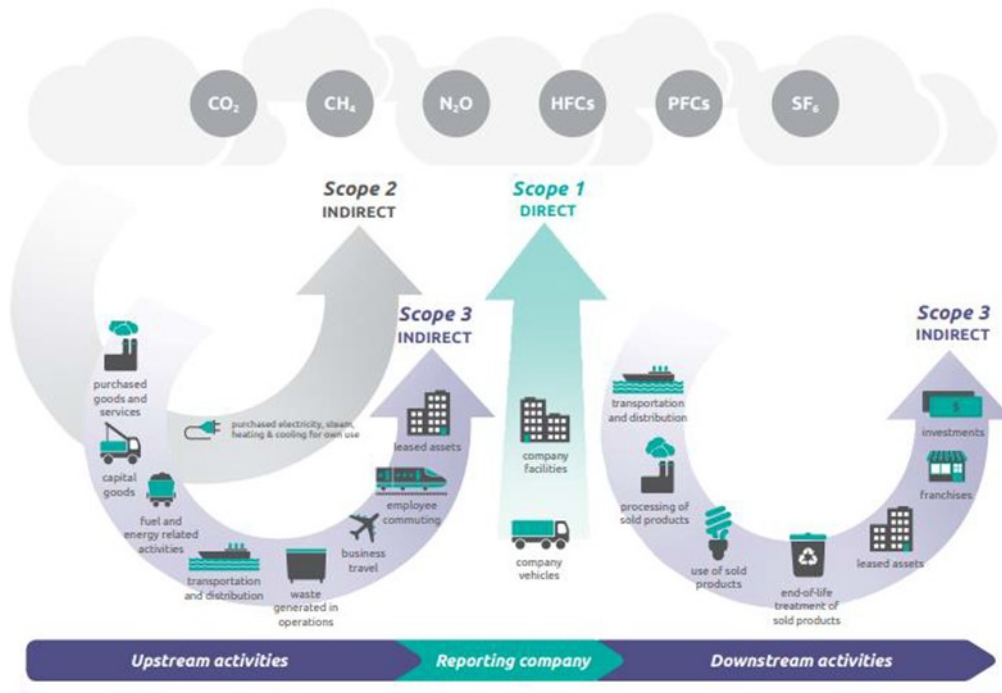 CO₂
CH₄
N₂O
HFCs
PFCs
SF₆
Scope 2
INDIRECT
Scope 1
DIRECT
Scope 3
INDIRECT
Scope 3
INDIRECT
purchased
goods and
services
capital
goods
fuel and
energy related
activities
transportation
and distribution
waste
generated in
operations
business
travel
employee
commuting
leased assets
purchased electricity, steam,
heating & cooling for own use
company
facilities
company
vehicles
transportation
and distribution
processing of
sold products
use of sold
products
end-of-life
treatment of
sold products
leased assets
franchises
investments
$
Upstream activities
Reporting company
Downstream activities